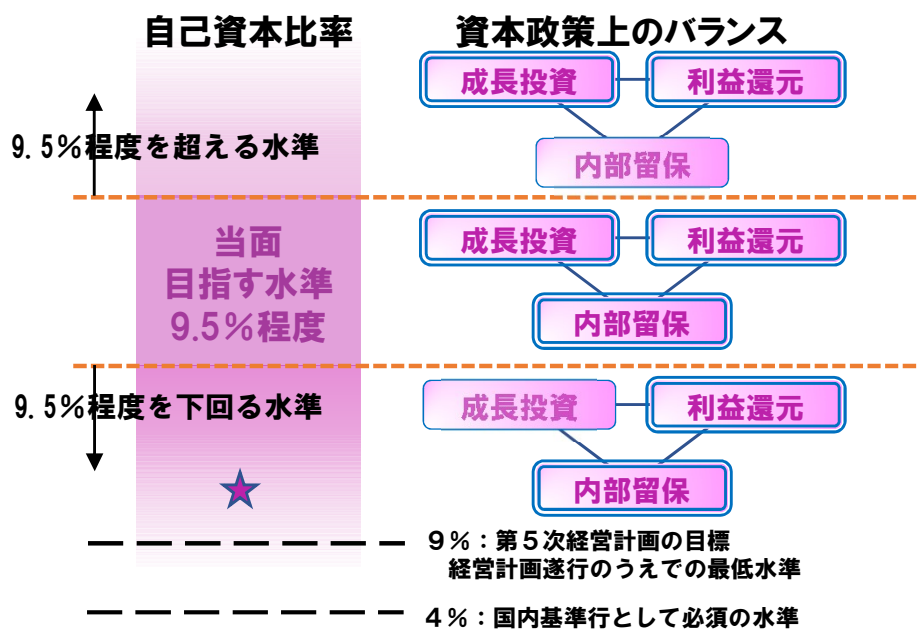 自己資本比率
資本政策上のバランス
成長投資
利益還元
9.5％程度を超える水準
内部留保
当面
目指す水準
9.5％程度
成長投資
利益還元
内部留保
9.5％程度を下回る水準
成長投資
利益還元
内部留保
９％：第５次経営計画の目標
経営計画遂行のうえでの最低水準
４％：国内基準行として必須の水準